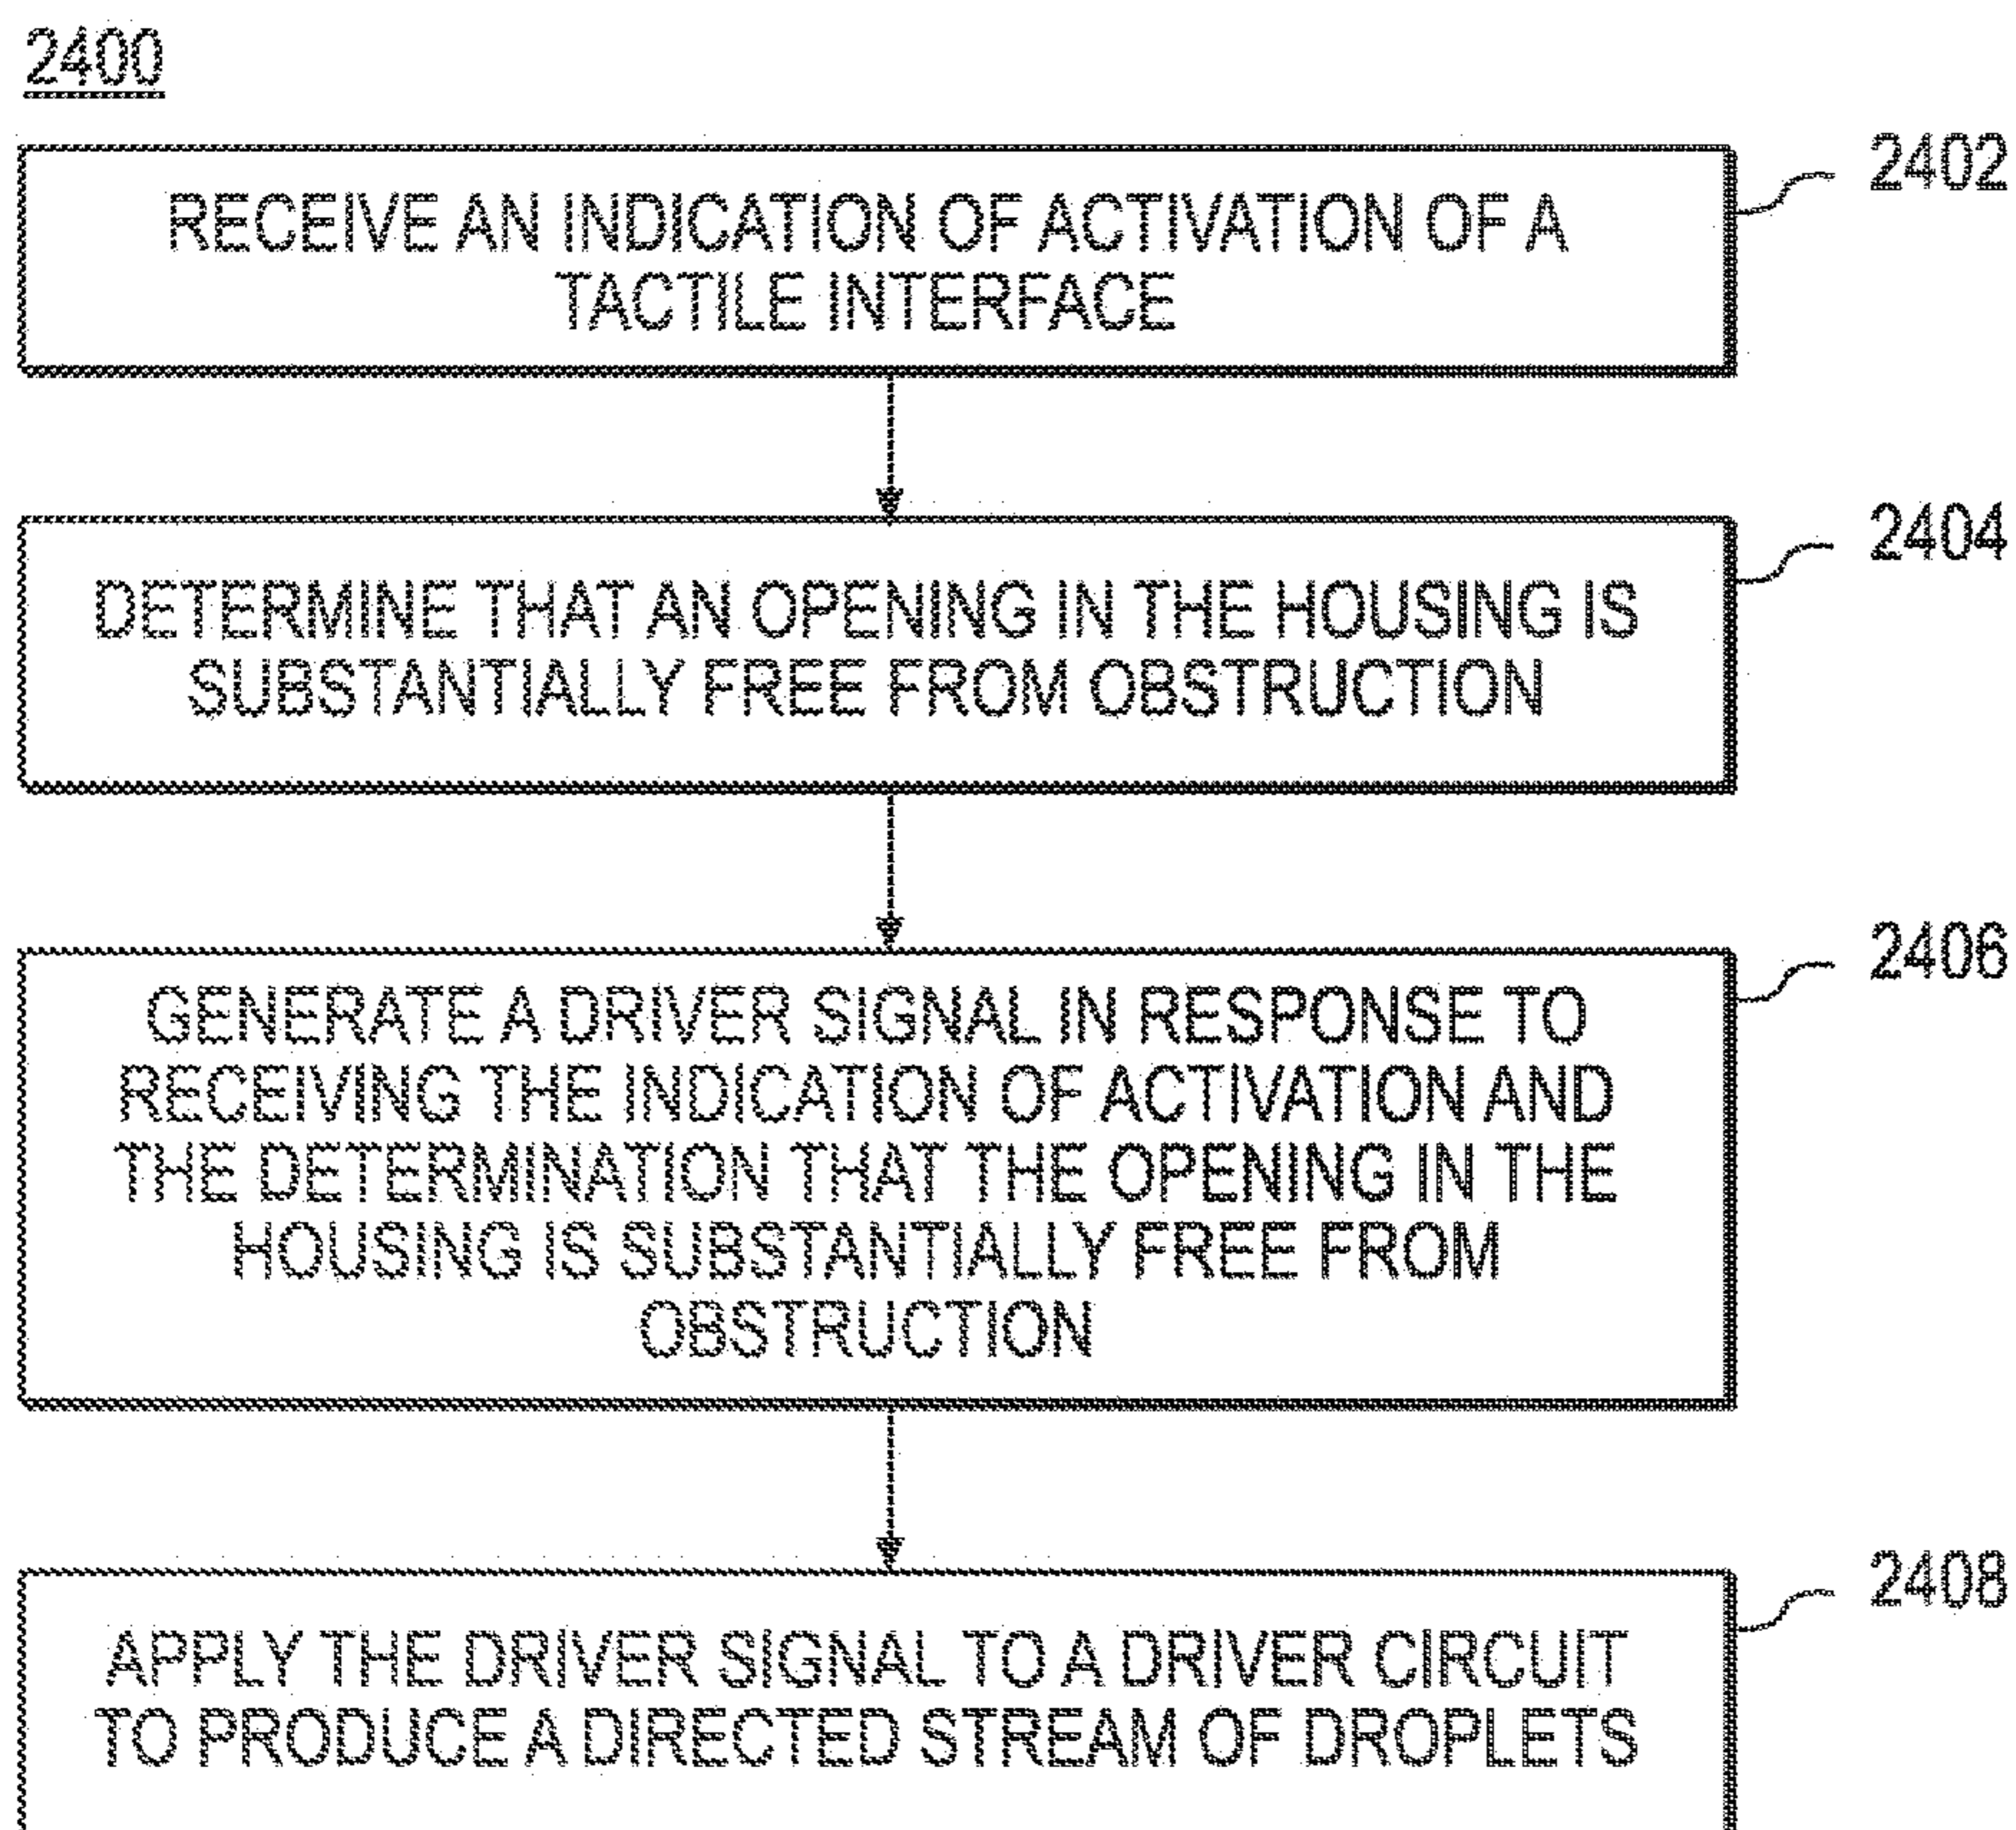 2400
2402
RECEIVE AN INDICATION OF ACTIVATION OF A
TACTILE INTERFACE
2404
DETERMINE THAT AN OPENING IN THE HOUSING IS
SUBSTANTIALLY FREE FROM OBSTRUCTION
2406
GENERATE A DRIVER SIGNAL IN RESPONSE TO
RECEIVING THE INDICATION OF ACTIVATION AND
THE DETERMINATION THAT THE OPENING IN THE
HOUSING IS SUBSTANTIALLY FREE FROM
OBSTRUCTION
2408
APPLY THE DRIVER SIGNAL TO A DRIVER CIRCUIT
TO PRODUCE A DIRECTED STREAM OF DROPLETS